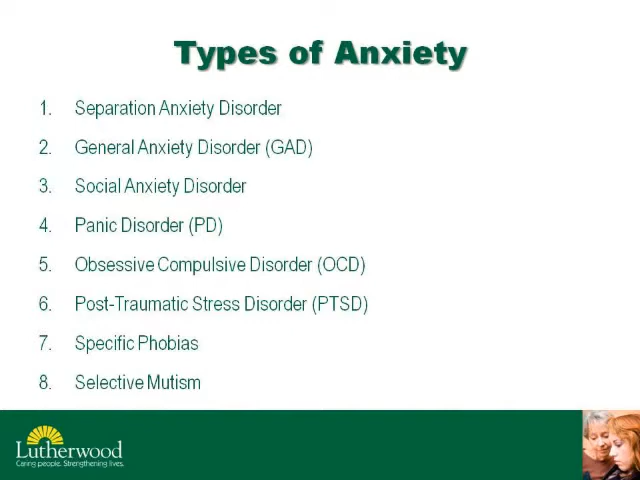 Types of Anxiety
1. Separation Anxiety Disorder
2. General Anxiety Disorder (GAD)
3. Social Anxiety Disorder
4. Panic Disorder (PD)
5. Obsessive Compulsive Disorder (OCD)
6. Post-Traumatic Stress Disorder (PTSD)
7. Specific Phobias
8. Selective Mutism
Lutherwood
Caring people. Strengthening lives.